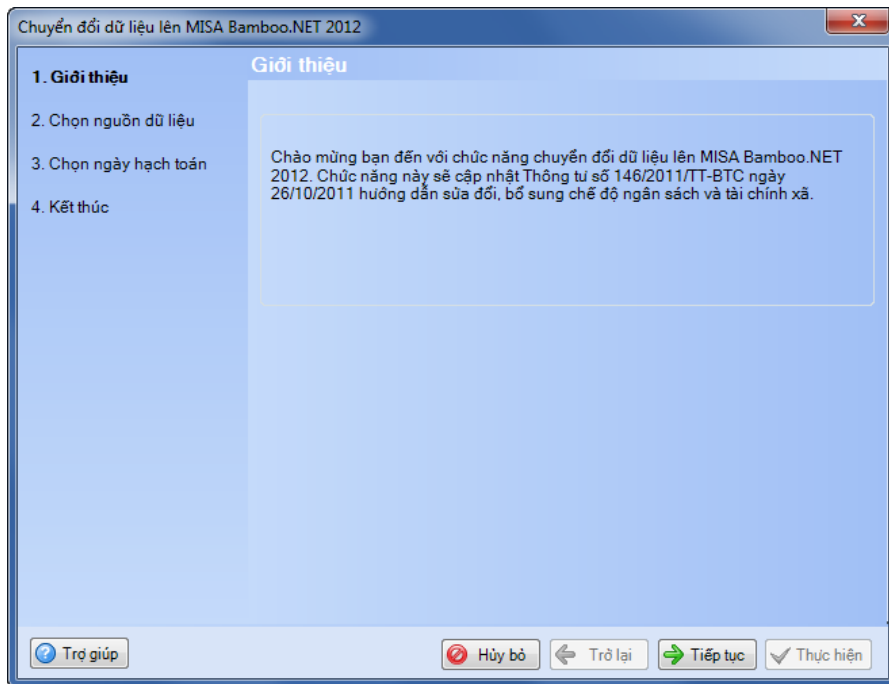 Chuyển đổi dữ liệu lên MISA Bamboo.NET 2012
1. Giới thiệu
2. Chọn nguồn dữ liệu
3. Chọn ngày hạch toán
4. Kết thúc
Giới thiệu
Chào mừng bạn đến với chức năng chuyển đổi dữ liệu lên MISA Bamboo.NET
2012. Chức năng này sẽ cập nhật Thông tư số 146/2011/TT-BTC ngày
26/10/2011 hướng dẫn sửa đổi, bổ sung chế độ ngân sách và tài chính xã.
Trợ giúp
Hủy bỏ
Trở lại
Tiếp tục
Thực hiện